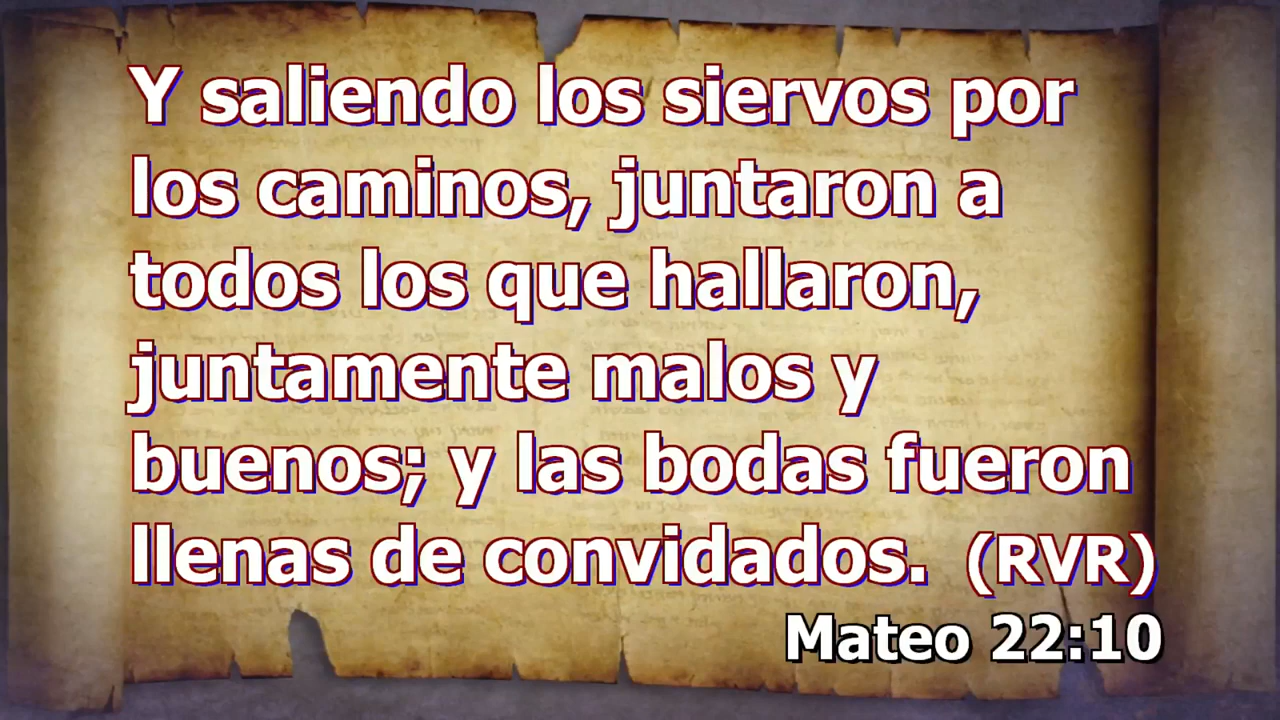 Y saliendo los siervos por
los caminos, juntaron a
todos los que hallaron,
juntamente malos y
buenos; y las bodas fueron
llenas de convidados. (RVR)
Mateo 22:10